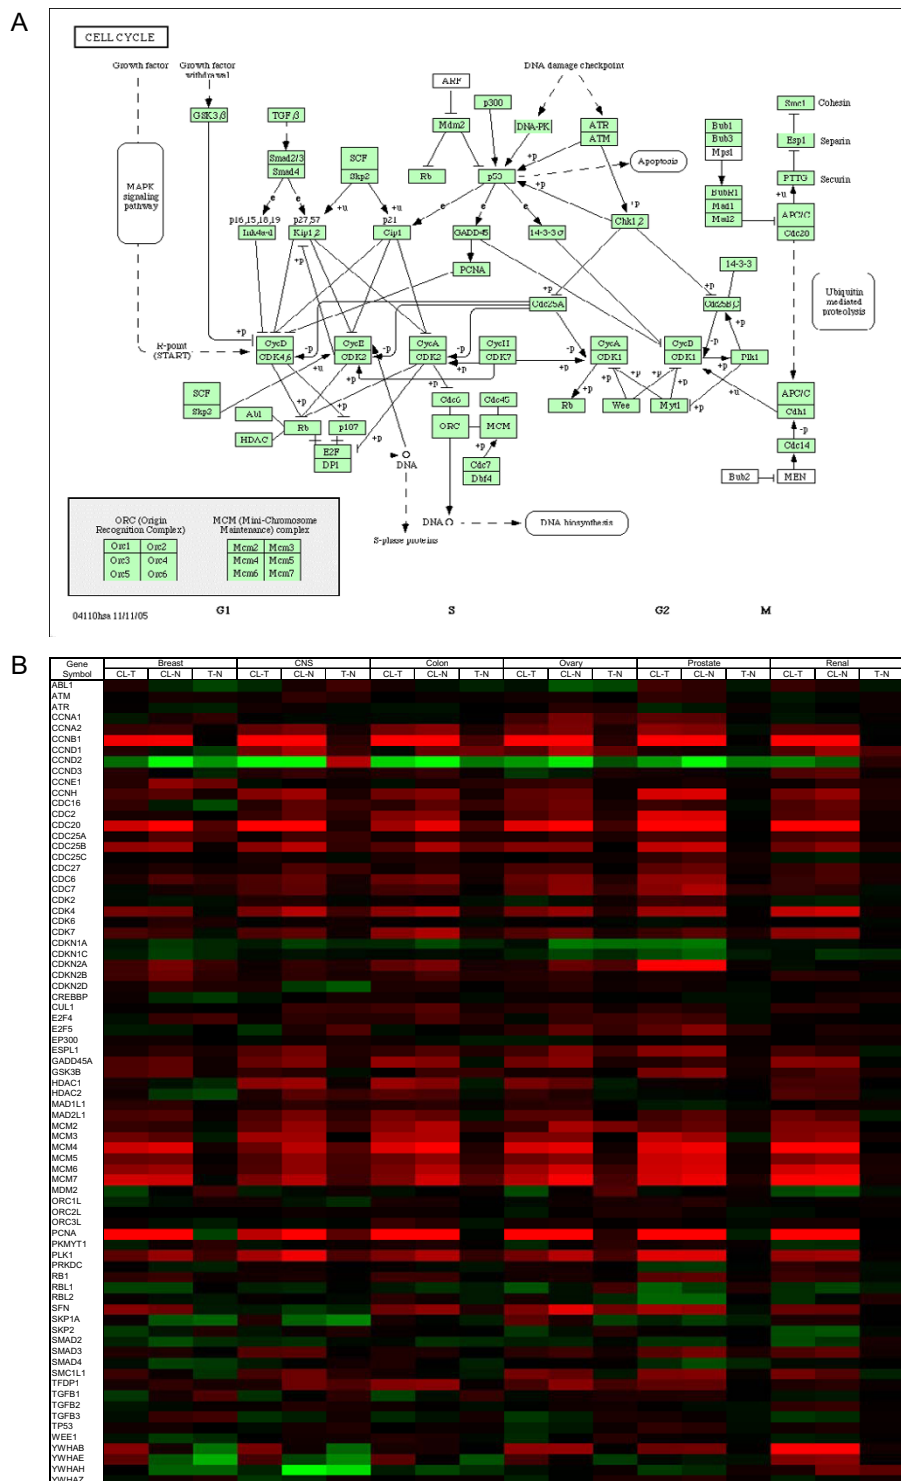 A
CELL CYCLE
Growth factor
Growth factor withdrawal
DNA damage checkpoint
ARF
p300
Smc1 Cohesin
GSK3β
TGFβ
Mdm2
DNA-PK
ATR
ATM
Bub1
Bub3
Mps1
Esp1 Separin
Smad2/3
Smad4
SCF
Skp2
Rb
p53
Apoptosis
PTTG Securin
MAPK signaling pathway
BubR1
Mad1
Mad2
APC/C
Cdc20
p16,15,18,19
Ink4a-d
p27,57
Kip1,2
p21
Cip1
GADD45
14-3-3σ
Chk1,2
PCNA
14-3-3
Ubiquitin mediated proteolysis
Cdc25A
Cdc25B,C
R-point (START)
CycD
CDK4,6
CycE
CDK2
CycA
CDK2
CycH
CDK7
CycA
CDK1
CycB
CDK1
Plk1
SCF
Skp2
Abl
HDAC
Rb
p107
E2F
DP1
Cdc6
Cdc45
ORC
MCM
Cdc7
Dbf4
Rb
Wee
Myt1
APC/C
Cdh1
Cdc14
Bub2
MEN
DNA
S-phase proteins
DNA
DNA biosynthesis
ORC (Origin Recognition Complex)
Orc1 Orc2
Orc3 Orc4
Orc5 Orc6
MCM (Mini-Chromosome Maintenance) complex
Mcm2 Mcm3
Mcm4 Mcm5
Mcm6 Mcm7
04110hsa 11/11/05
G1 S G2 M
B
Gene Symbol Breast CNS Colon Ovary Prostate Renal
CL-T CL-N T-N CL-T CL-N T-N CL-T CL-N T-N CL-T CL-N T-N CL-T CL-N T-N CL-T CL-N T-N
ABL1
ATM
ATR
CCNA1
CCNA2
CCNB1
CCND1
CCND2
CCND3
CCNE1
CCNH
CDC16
CDC2
CDC20
CDC25A
CDC25B
CDC25C
CDC27
CDC6
CDC7
CDK2
CDK4
CDK6
CDK7
CDKN1A
CDKN1C
CDKN2A
CDKN2B
CDKN2D
CREBBP
CUL1
E2F4
E2F5
EP300
ESPL1
GADD45A
GSK3B
HDAC1
HDAC2
MAD1L1
MAD2L1
MCM2
MCM3
MCM4
MCM5
MCM6
MCM7
MDM2
ORC1L
ORC2L
ORC3L
PCNA
PKMYT1
PLK1
PRKDC
RB1
RBL1
RBL2
SFN
SKP1A
SKP2
SMAD2
SMAD3
SMAD4
SMC1L1
TFDP1
TGFB1
TGFB2
TGFB3
TP53
WEE1
YWHAB
YWHAE
YWHAH
YWHAZ